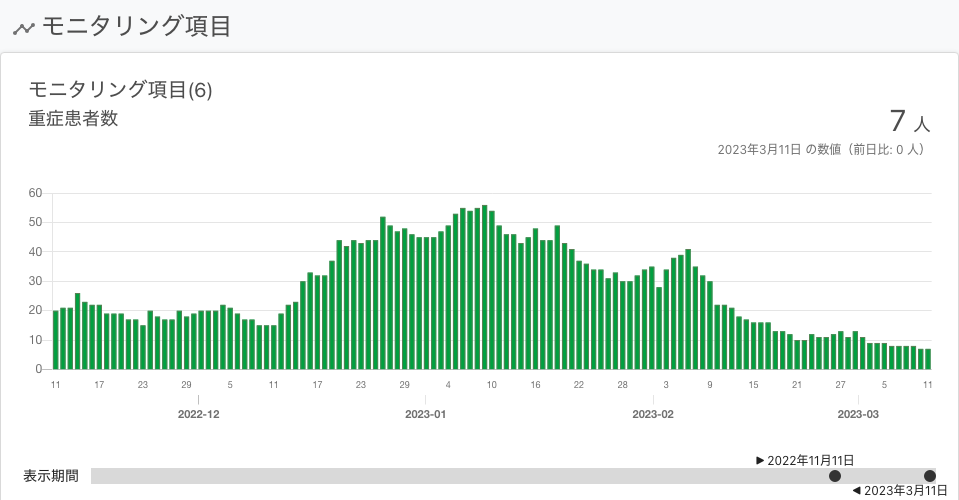 モニタリング項目
モニタリング項目(6)
重症患者数
7 人
2023年3月11日 の数値（前日比: 0 人）
60
50
40
30
20
10
0
11 17 23 29 5 11 17 23 29 4 10 16 22 28 3 9 15 21 27 5 11
2022-12 2023-01 2023-02 2023-03
▶ 2022年11月11日
表示期間
◀ 2023年3月11日